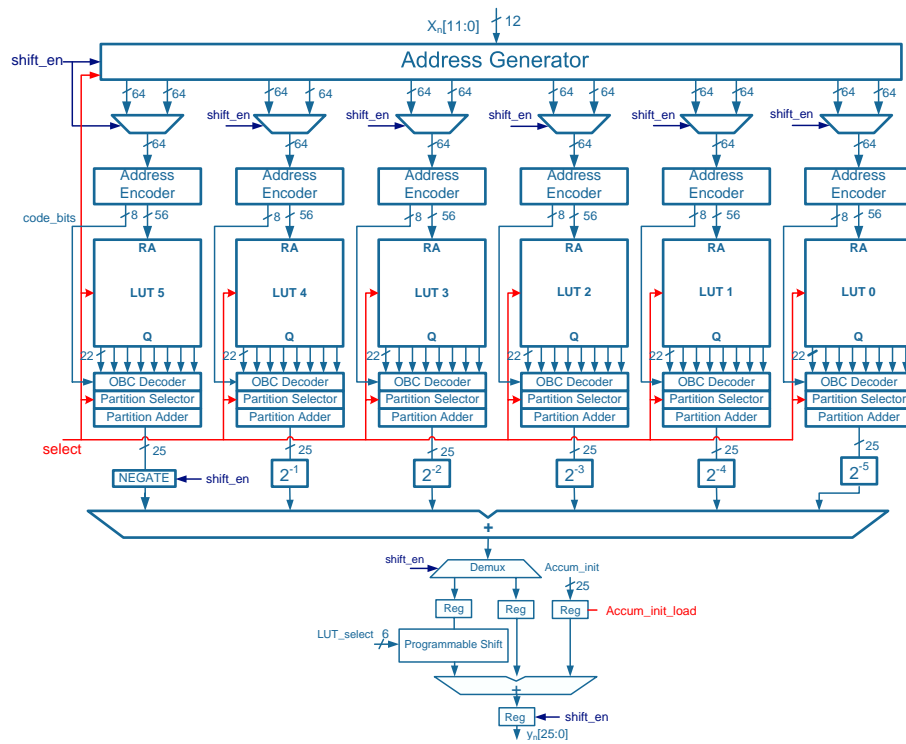 Xn[11:0] 12
shift_en
Address Generator
64 64 64 64 64 64 64 64 64 64 64 64
shift_en shift_en shift_en shift_en shift_en
64 64 64 64 64 64
Address Encoder Address Encoder Address Encoder Address Encoder Address Encoder Address Encoder
code_bits 8 56 8 56 8 56 8 56 8 56 8 56
RA RA RA RA RA RA
LUT 5 LUT 4 LUT 3 LUT 2 LUT 1 LUT 0
Q Q Q Q Q Q
22 22 22 22 22 22
OBC Decoder OBC Decoder OBC Decoder OBC Decoder OBC Decoder OBC Decoder
Partition Selector Partition Selector Partition Selector Partition Selector Partition Selector Partition Selector
Partition Adder Partition Adder Partition Adder Partition Adder Partition Adder Partition Adder
select
25 25 25 25 25 25
NEGATE shift_en 2-1 2-2 2-3 2-4 2-5
+
shift_en Demux Accum_init
25
Reg Reg Reg Accum_init_load
LUT_select 6 Programmable Shift
+
Reg shift_en
yn[25:0]